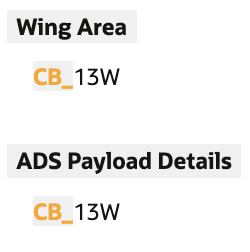 Wing Area
CB_13W
ADS Payload Details
CB_13W